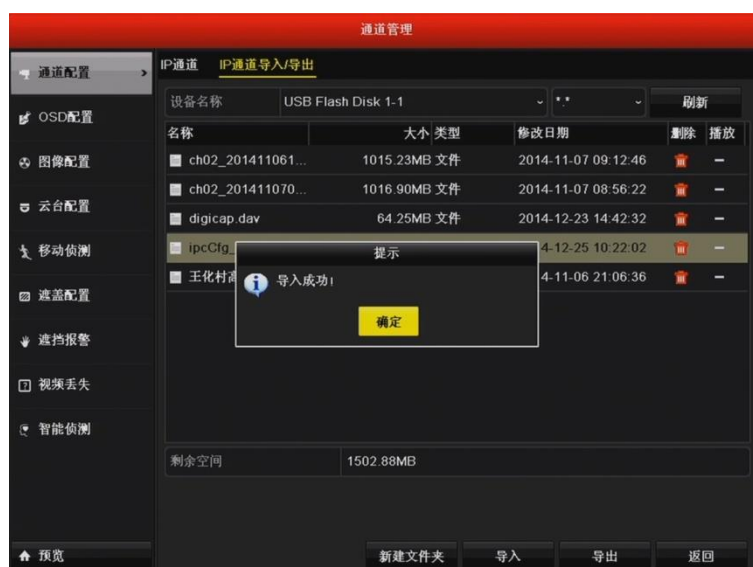 通道管理
通道配置
OSD配置
图像配置
云台配置
移动侦测
遮盖配置
遮挡报警
视频丢失
智能侦测
预览
IP通道 IP通道导入/导出
设备名称 USB Flash Disk 1-1 *.* 刷新
名称 大小 类型 修改日期 删除 播放
ch02_201411061... 1015.23MB 文件 2014-11-07 09:12:46
ch02_201411070... 1016.90MB 文件 2014-11-07 08:56:22
digicap.dav 64.25MB 文件 2014-12-23 14:42:32
ipcCfg_ 4-12-25 10:22:02
王化村高 4-11-06 21:06:36
提示
导入成功!
确定
剩余空间 1502.88MB
新建文件夹 导入 导出 返回